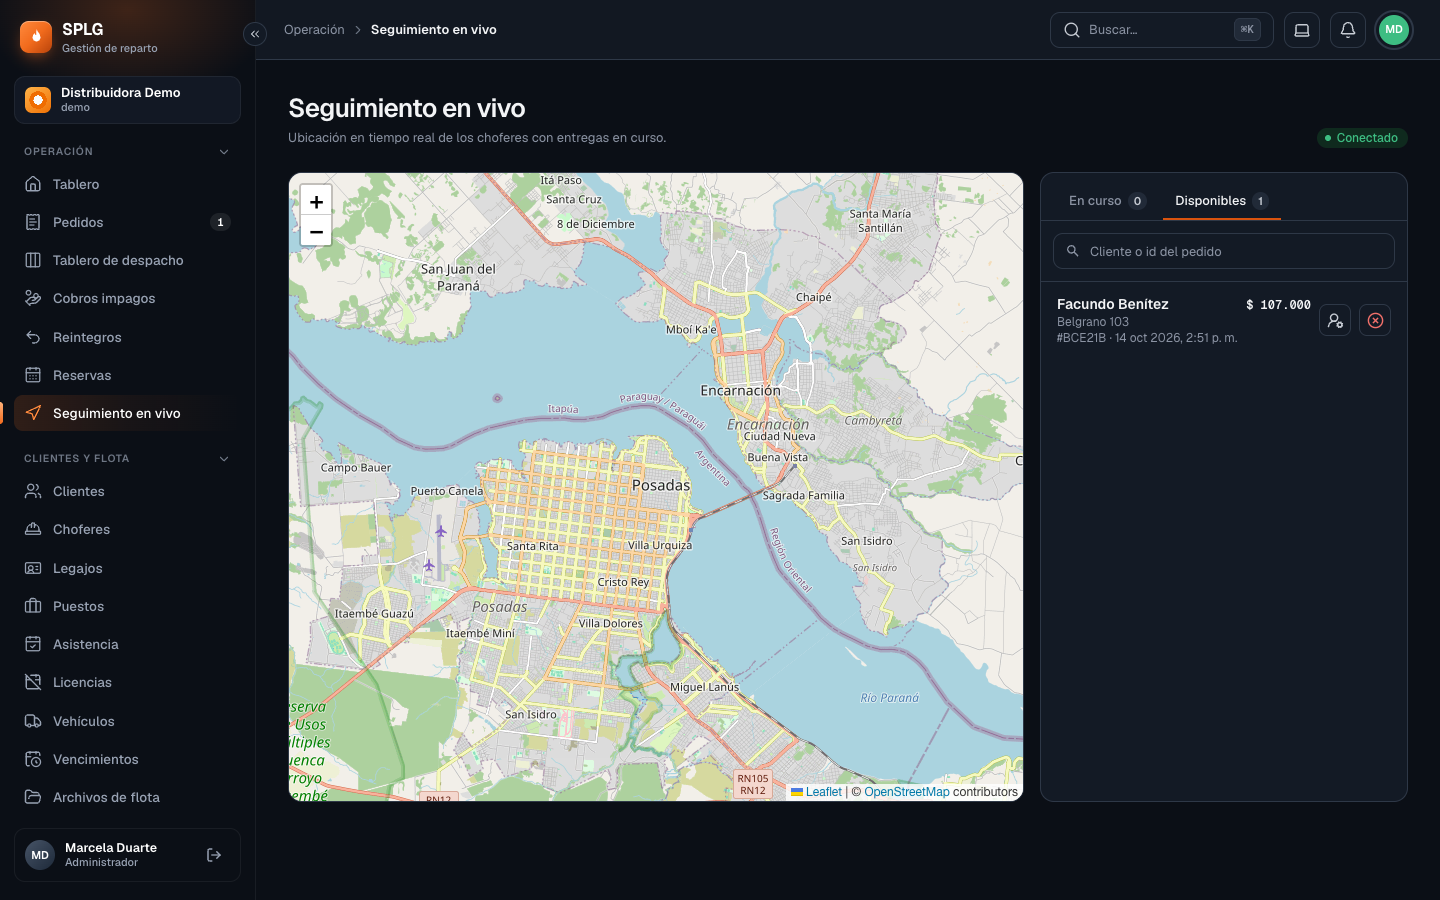 SPLG
Gestión de reparto
Distribuidora Demo
demo
OPERACIÓN
Tablero
Pedidos 1
Tablero de despacho
Cobros impagos
Reintegros
Reservas
Seguimiento en vivo
CLIENTES Y FLOTA
Clientes
Choferes
Legajos
Puestos
Asistencia
Licencias
Vehículos
Vencimientos
Archivos de flota
MD
Marcela Duarte
Administrador
Operación
Seguimiento en vivo
Buscar...
⌘K
MD
Seguimiento en vivo
Ubicación en tiempo real de los choferes con entregas en curso.
Conectado
+
−
Itá Paso
Santa Cruz
8 de Diciembre
Santa María
Santillán
San Juan del
Paraná
Chaipé
Mboí Ka'e
Encarnación
Itapúa
Paraguay / Paraguái
Encarnación
Ciudad Nueva
Cambyretá
Argentina
Buena Vista
Campo Bauer
Puerto Canela
Posadas
Sagrada Familia
Santa Rita
Villa Urquiza
Región Oriental
San Isidro
San Isidro
Cristo Rey
Itaembé Guazú
Posadas
Itaembé Miní
Villa Dolores
Miguel Lanús
Río Paraná
San Isidro
eserva
Usos
últiples
uenca
rroyo
embé
RN12
RN105
RN12
Leaflet | © OpenStreetMap contributors
En curso 0
Disponibles 1
Cliente o id del pedido
Facundo Benítez
$ 107.000
Belgrano 103
#BCE21B · 14 oct 2026, 2:51 p. m.